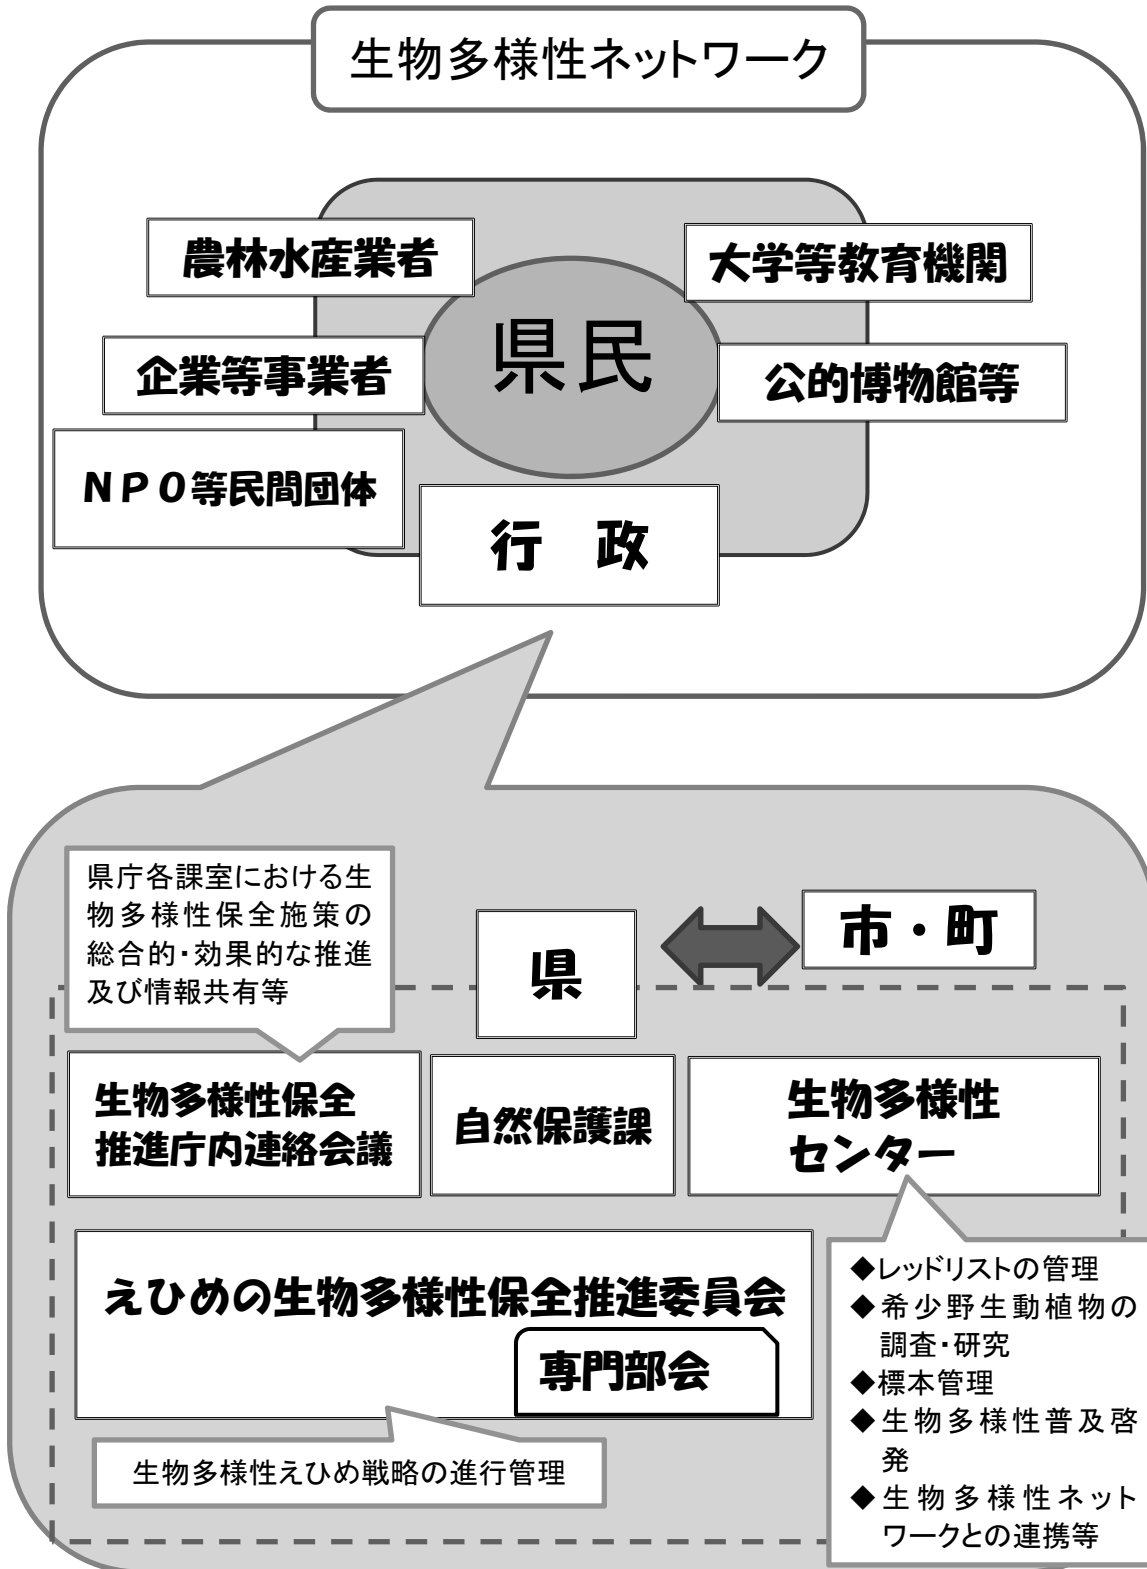 生物多様性ネットワーク
農林水産業者
大学等教育機関
県民
企業等事業者
公的博物館等
ＮＰＯ等民間団体
行　政
県庁各課室における生
物多様性保全施策の
総合的・効果的な推進
及び情報共有等
県
市・町
生物多様性保全
推進庁内連絡会議
自然保護課
生物多様性
センター
えひめの生物多様性保全推進委員会
専門部会
生物多様性えひめ戦略の進行管理
◆レッドリストの管理
◆希少野生動植物の
調査・研究
◆標本管理
◆生物多様性普及啓
発
◆生物多様性ネット
ワークとの連携等